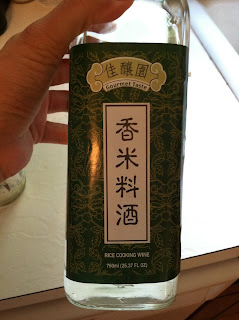 佳釀園
Gourmet Taste
香米料酒
RICE COOKING WINE
750ml (25.37 FL OZ)